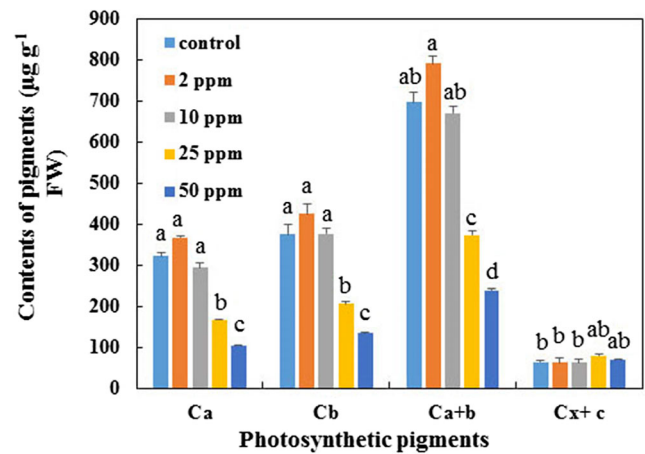 900
800
700
600
500
400
300
200
100
0
Contents of pigments (µg g-1
FW)
control
2 ppm
10 ppm
25 ppm
50 ppm
a a a b c
a a a b c
ab a ab c d
b b b ab ab
Ca Cb Ca+b Cx+ c
Photosynthetic pigments